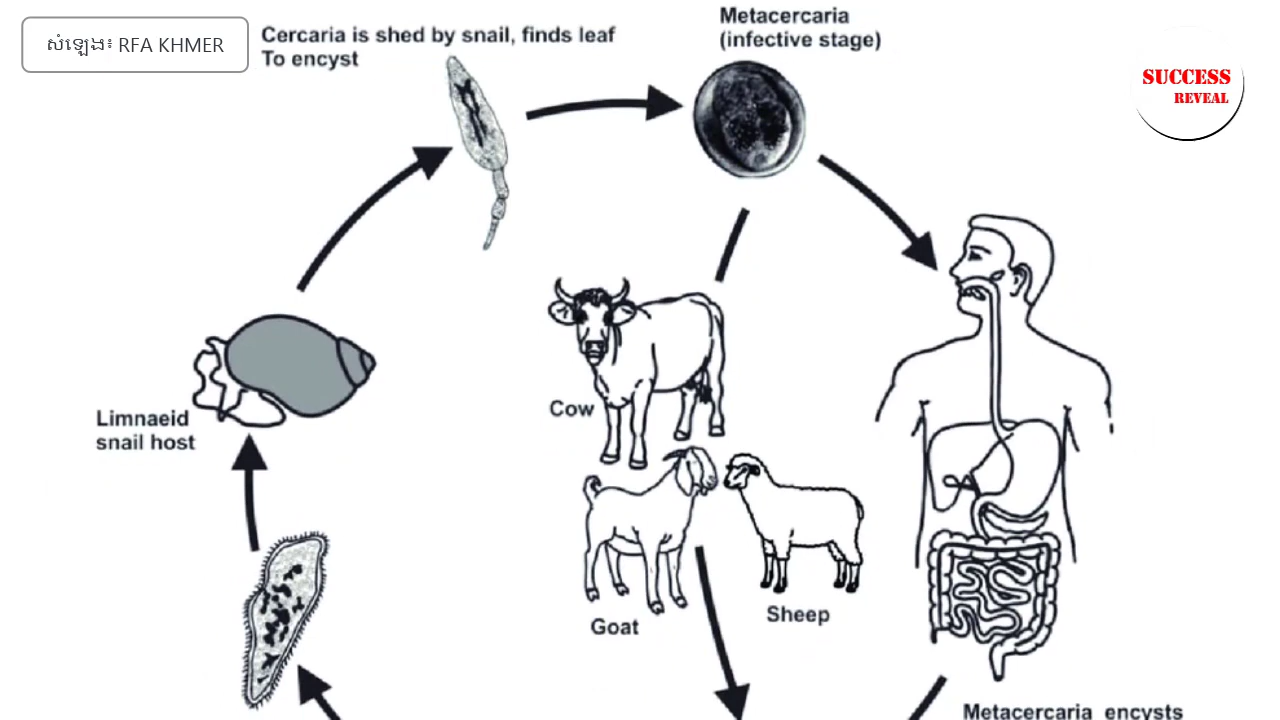 សំឡេង៖ RFA KHMER
Cercaria is shed by snail, finds leaf
To encyst
Metacercaria
(infective stage)
SUCCESS
REVEAL
Limnaeid
snail host
Cow
Goat
Sheep
Metacercaria encysts